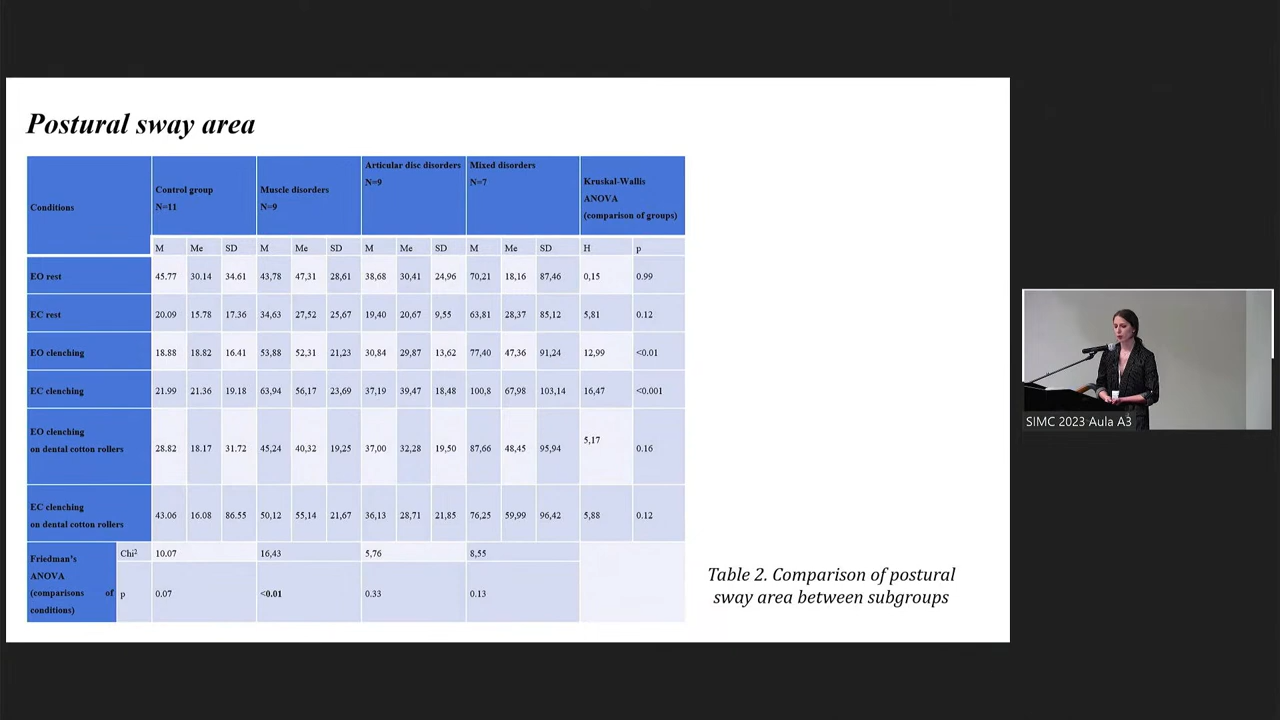 Postural sway area
Conditions
Control group
N=11
Muscle disorders
N=9
Articular disc disorders
N=9
Mixed disorders
N=7
Kruskal-Wallis
ANOVA
(comparison of groups)
M Me SD M Me SD M Me SD M Me SD H p
EO rest 45.77 30.14 34.61 43,78 47,31 28,61 38,68 30,41 24,96 70,21 18,16 87,46 0,15 0.99
EC rest 20.09 15.78 17.36 34,63 27,52 25,67 19,40 20,67 9,55 63,81 28,37 85,12 5,81 0.12
EO clenching 18.88 18.82 16.41 53,88 52,31 21,23 30,84 29,87 13,62 77,40 47,36 91,24 12,99 <0.01
EC clenching 21.99 21.36 19.18 63,94 56,17 23,69 37,19 39,47 18,48 100,8 67,98 103,14 16,47 <0.001
EO clenching
on dental cotton rollers 28.82 18.17 31.72 45,24 40,32 19,25 37,00 32,28 19,50 87,66 48,45 95,94 5,17 0.16
EC clenching
on dental cotton rollers 43.06 16.08 86.55 50,12 55,14 21,67 36,13 28,71 21,85 76,25 59,99 96,42 5,88 0.12
Friedman's
ANOVA
(comparisons of
conditions)
Chi² 10.07 16,43 5,76 8,55
p 0.07 <0.01 0.33 0.13
Table 2. Comparison of postural
sway area between subgroups
SIMC 2023 Aula A3